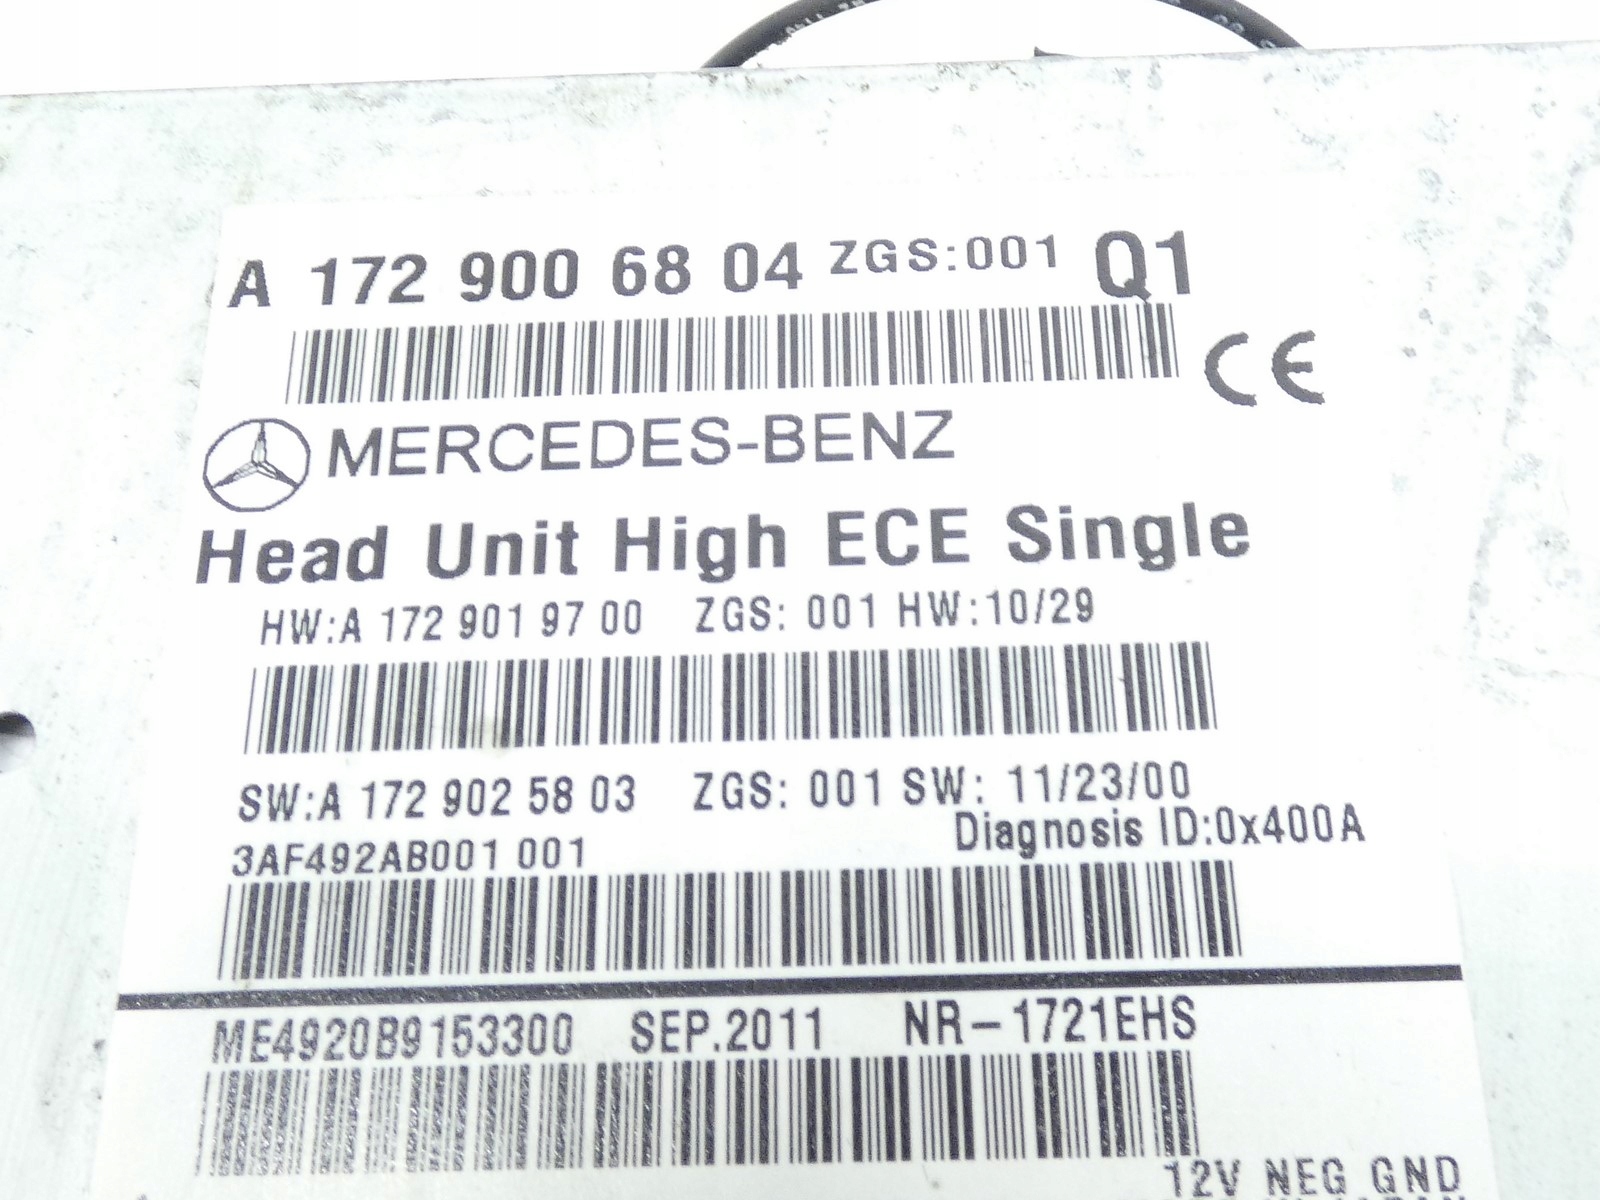 A 172 900 68 04 ZGS:001 Q1
CE
MERCEDES-BENZ
Head Unit High ECE Single
HW:A 172 901 97 00 ZGS: 001 HW:10/29
SW:A 172 902 58 03 ZGS: 001 SW: 11/23/00
Diagnosis ID:0x400A
3AF492AB001 001
ME4920B9153300 SEP.2011 NR-1721EHS
12V NEG GND